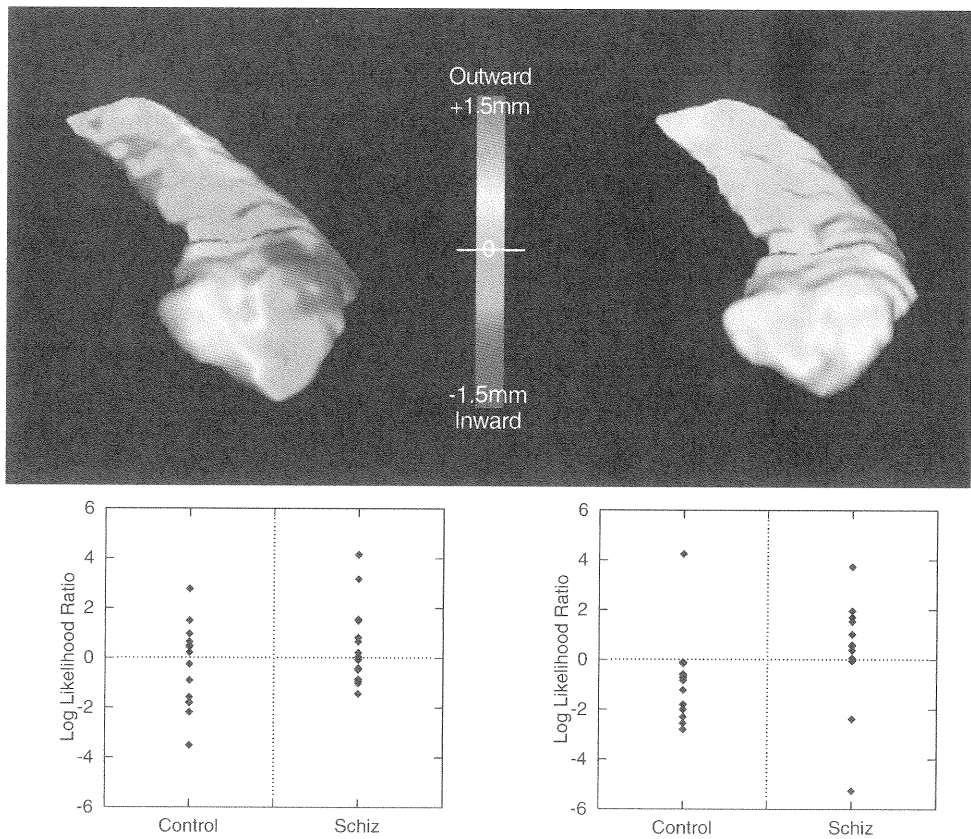 Outward
+1.5mm
0
-1.5mm
Inward
6
4
2
0
-2
-4
-6
Log Likelihood Ratio
Control
Schiz
6
4
2
0
-2
-4
-6
Log Likelihood Ratio
Control
Schiz